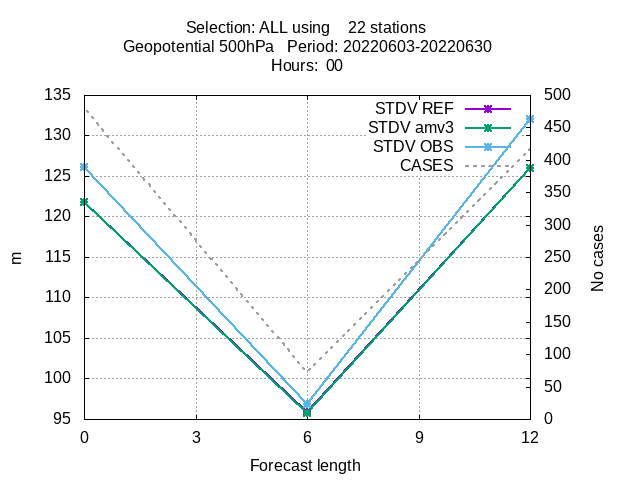 Selection: ALL using    22 stations
Geopotential 500hPa   Period: 20220603-20220630
Hours:  00
STDV REF
STDV amv3
STDV OBS
CASES
135
130
125
120
115
110
105
100
95
m
500
450
400
350
300
250
200
150
100
50
0
No cases
0 3 6 9 12
Forecast length